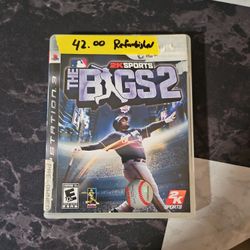 42.00 Refurbished
2K SPORTS
THE
BIGS 2
PLAYSTATION 3
E
2K
SPORTS